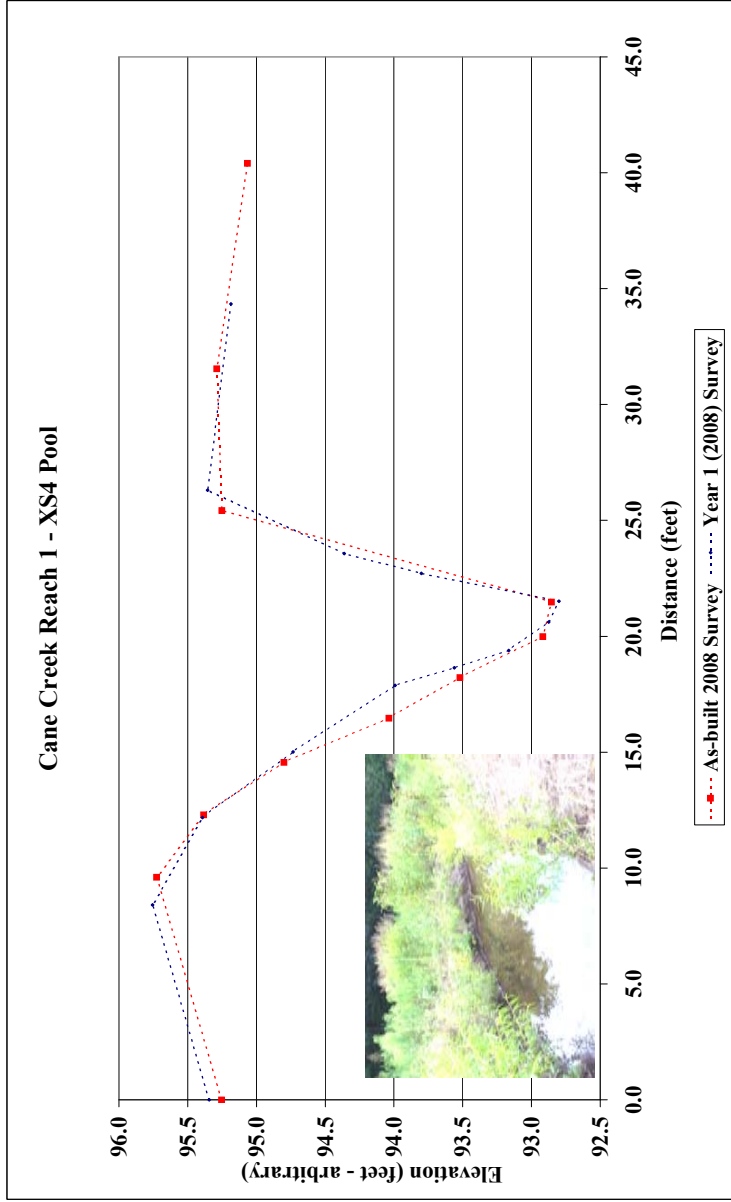 Cane Creek Reach 1 - XS4 Pool
Elevation (feet - arbitrary)
96.0
95.5
95.0
94.5
94.0
93.5
93.0
92.5
0.0 5.0 10.0 15.0 20.0 25.0 30.0 35.0 40.0 45.0
Distance (feet)
As-built 2008 Survey Year 1 (2008) Survey